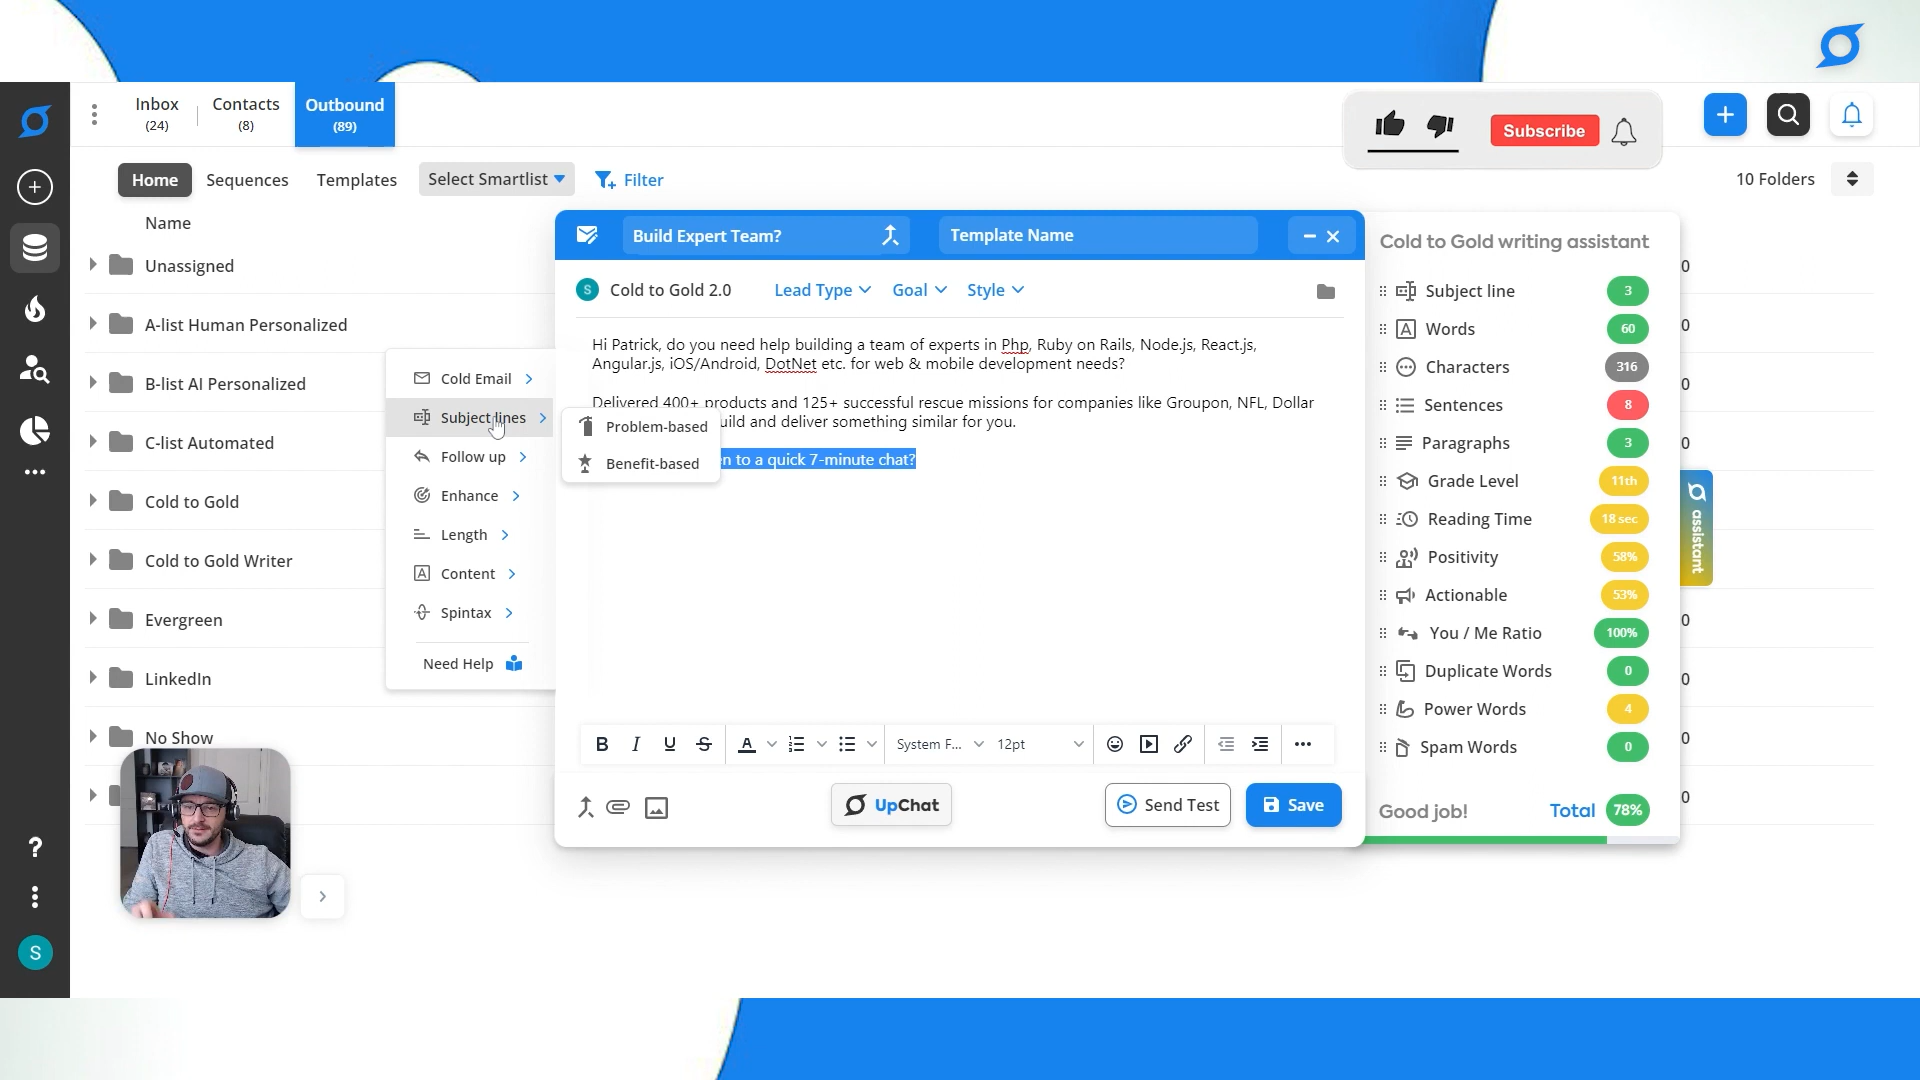 Inbox
(24)
Contacts
(8)
Outbound
(89)
Subscribe
Home
Sequences
Templates
Select Smartlist
Filter
10 Folders
Name
Unassigned
A-list Human Personalized
B-list AI Personalized
C-list Automated
Cold to Gold
Cold to Gold Writer
Evergreen
LinkedIn
No Show
Cold Email
Subject lines
Follow up
Enhance
Length
Content
Spintax
Need Help
Problem-based
Benefit-based
Build Expert Team?
Template Name
S
Cold to Gold 2.0
Lead Type
Goal
Style
Hi Patrick, do you need help building a team of experts in Php, Ruby on Rails, Node.js, React.js,
Angular.js, iOS/Android, DotNet etc. for web & mobile development needs?
Delivered 400+ products and 125+ successful rescue missions for companies like Groupon, NFL, Dollar
uild and deliver something similar for you.
n to a quick 7-minute chat?
B I U S A
System F...
12pt
UpChat
Send Test
Save
Cold to Gold writing assistant
Subject line 3
Words 60
Characters 316
Sentences 8
Paragraphs 3
Grade Level 11th
Reading Time 18 sec
Positivity 58%
Actionable 53%
You / Me Ratio 100%
Duplicate Words 0
Power Words 4
Spam Words 0
Good job!
Total 78%
assistant
0
0
0
0
0
0
0
0
S